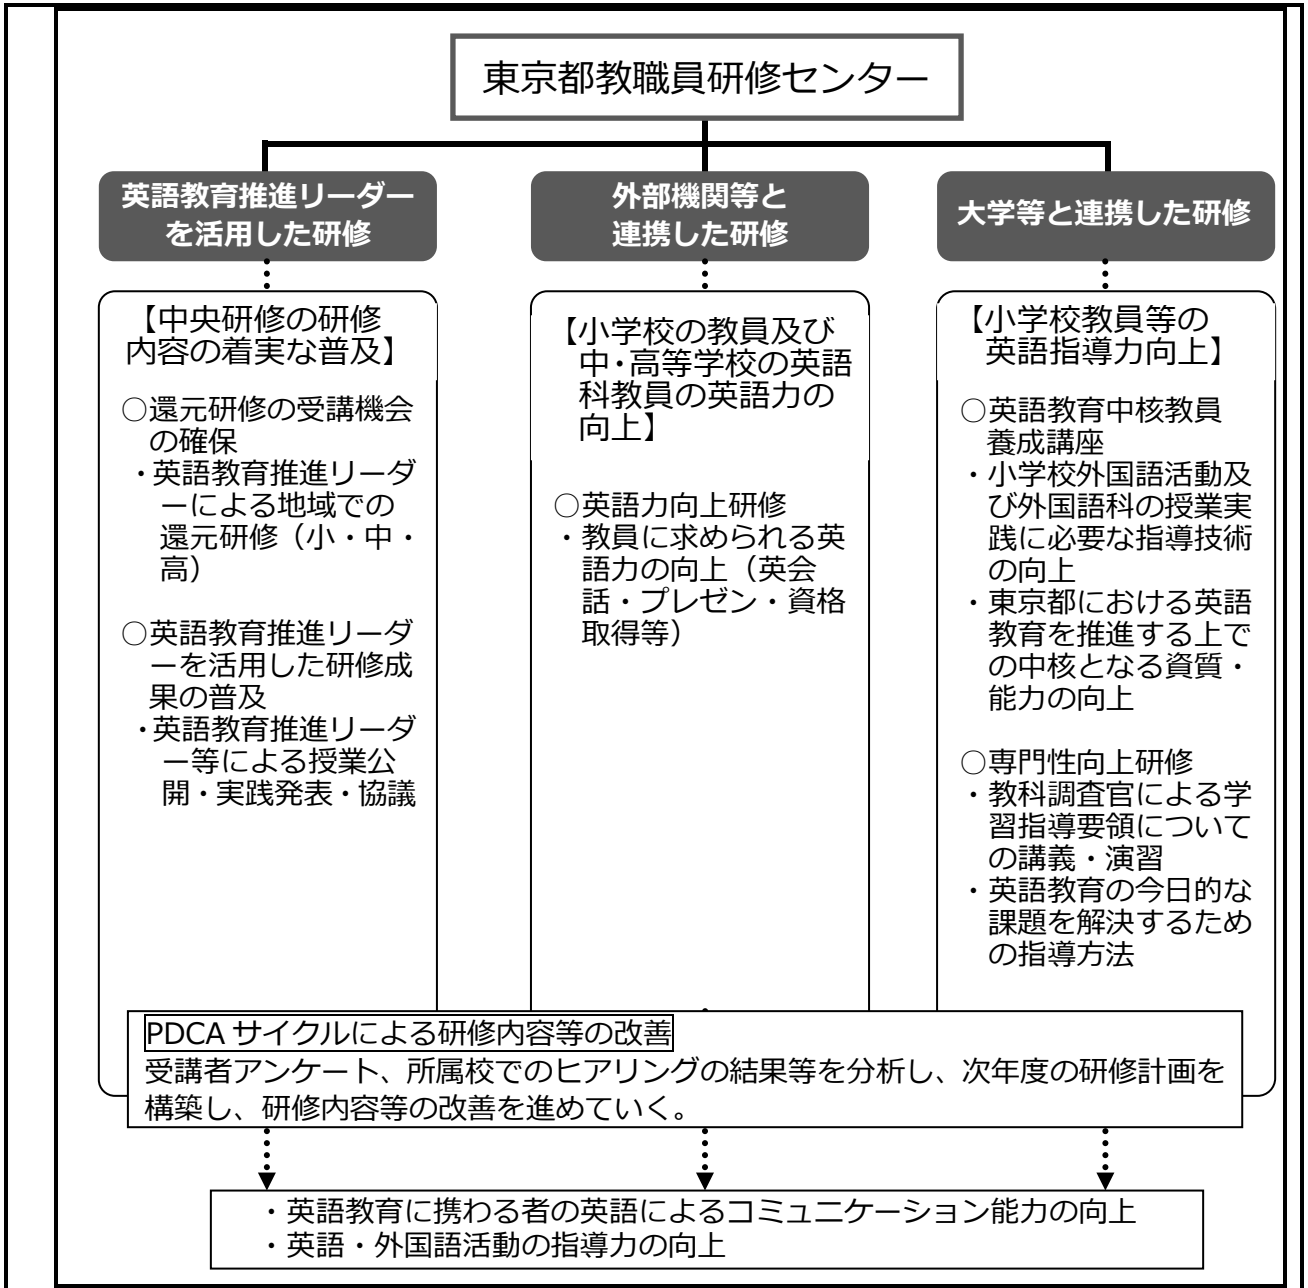 東京都教職員研修センター
英語教育推進リーダー
を活用した研修
【中央研修の研修
内容の着実な普及】
○還元研修の受講機会
の確保
・英語教育推進リーダ
ーによる地域での
還元研修（小・中・
高）
○英語教育推進リーダ
ーを活用した研修成
果の普及
・英語教育推進リーダ
ー等による授業公
開・実践発表・協議
外部機関等と
連携した研修
【小学校の教員及び
中・高等学校の英語
科教員の英語力の
向上】
○英語力向上研修
・教員に求められる英
語力の向上（英会
話・プレゼン・資格
取得等）
大学等と連携した研修
【小学校教員等の
英語指導力向上】
○英語教育中核教員
養成講座
・小学校外国語活動及
び外国語科の授業実
践に必要な指導技術
の向上
・東京都における英語
教育を推進する上で
の中核となる資質・
能力の向上
○専門性向上研修
・教科調査官による学
習指導要領について
の講義・演習
・英語教育の今日的な
課題を解決するため
の指導方法
PDCA サイクルによる研修内容等の改善
受講者アンケート、所属校でのヒアリングの結果等を分析し、次年度の研修計画を
構築し、研修内容等の改善を進めていく。
・英語教育に携わる者の英語によるコミュニケーション能力の向上
・英語・外国語活動の指導力の向上